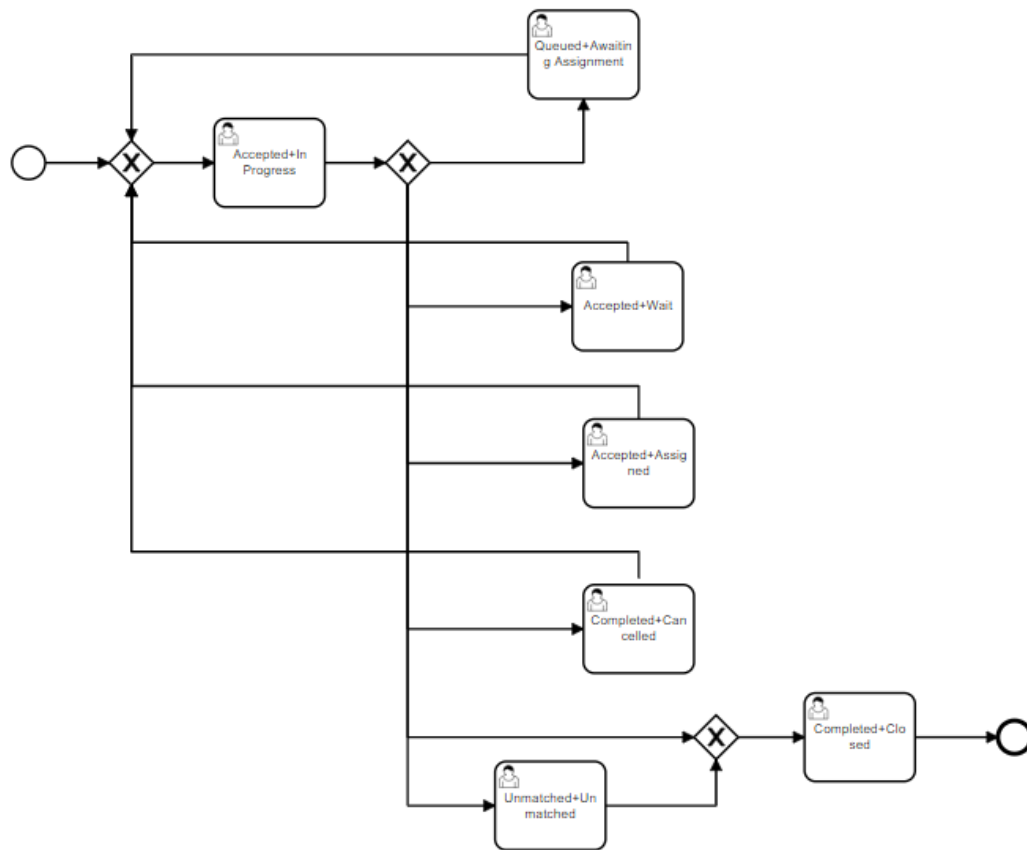 Queued+Awaitin
g Assignment
Accepted+In
Progress
Accepted+Wait
Accepted+Assig
ned
Completed+Can
celled
Completed+Clo
sed
Unmatched+Un
matched